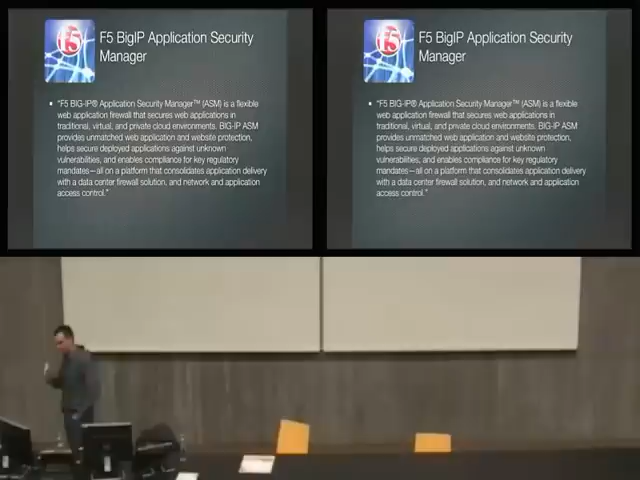 F5
F5 BigIP Application Security
Manager
▪ "F5 BIG-IP® Application Security Manager™ (ASM) is a flexible
web application firewall that secures web applications in
traditional, virtual, and private cloud environments. BIG-IP ASM
provides unmatched web application and website protection,
helps secure deployed applications against unknown
vulnerabilities, and enables compliance for key regulatory
mandates—all on a platform that consolidates application delivery
with a data center firewall solution, and network and application
access control."
F5
F5 BigIP Application Security
Manager
▪ "F5 BIG-IP® Application Security Manager™ (ASM) is a flexible
web application firewall that secures web applications in
traditional, virtual, and private cloud environments. BIG-IP ASM
provides unmatched web application and website protection,
helps secure deployed applications against unknown
vulnerabilities, and enables compliance for key regulatory
mandates—all on a platform that consolidates application delivery
with a data center firewall solution, and network and application
access control."